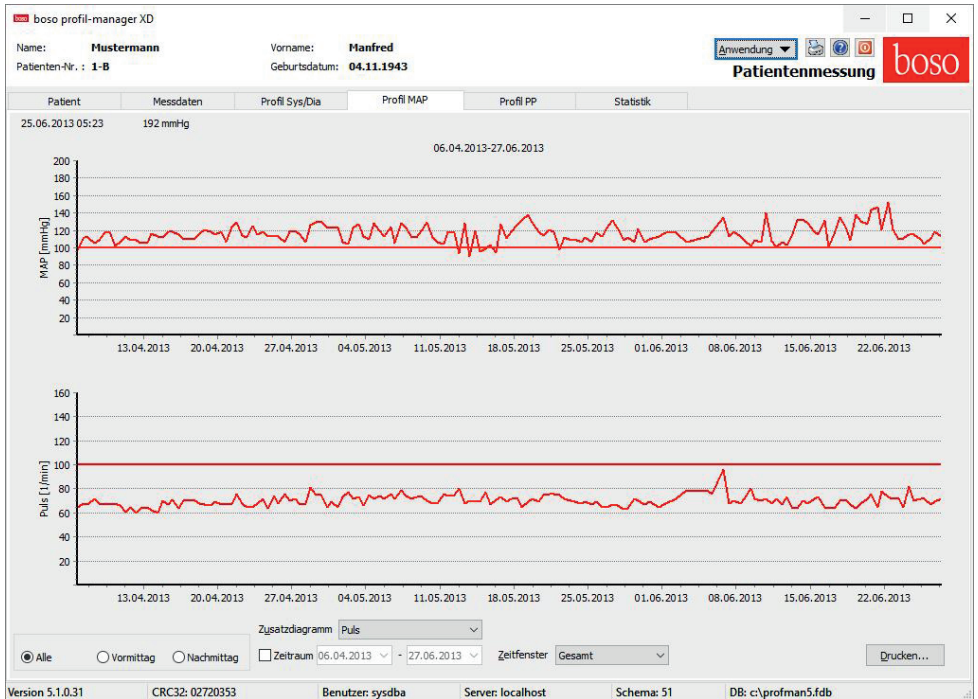 boso boso profil-manager XD
Name: Mustermann Vorname: Manfred Anwendung
Patienten-Nr. : 1-B Geburtsdatum: 04.11.1943 Patientenmessung boso
Patient Messdaten Profil Sys/Dia Profil MAP Profil PP Statistik
25.06.2013 05:23 192 mmHg
06.04.2013-27.06.2013
MAP [mmHg]
200
180
160
140
120
100
80
60
40
20
13.04.2013 20.04.2013 27.04.2013 04.05.2013 11.05.2013 18.05.2013 25.05.2013 01.06.2013 08.06.2013 15.06.2013 22.06.2013
Puls [1/min]
160
140
120
100
80
60
40
20
13.04.2013 20.04.2013 27.04.2013 04.05.2013 11.05.2013 18.05.2013 25.05.2013 01.06.2013 08.06.2013 15.06.2013 22.06.2013
Zusatzdiagramm Puls
Alle Vormittag Nachmittag Zeitraum 06.04.2013 - 27.06.2013 Zeitfenster Gesamt Drucken...
Version 5.1.0.31 CRC32: 02720353 Benutzer: sysdba Server: localhost Schema: 51 DB: c:\profman5.fdb